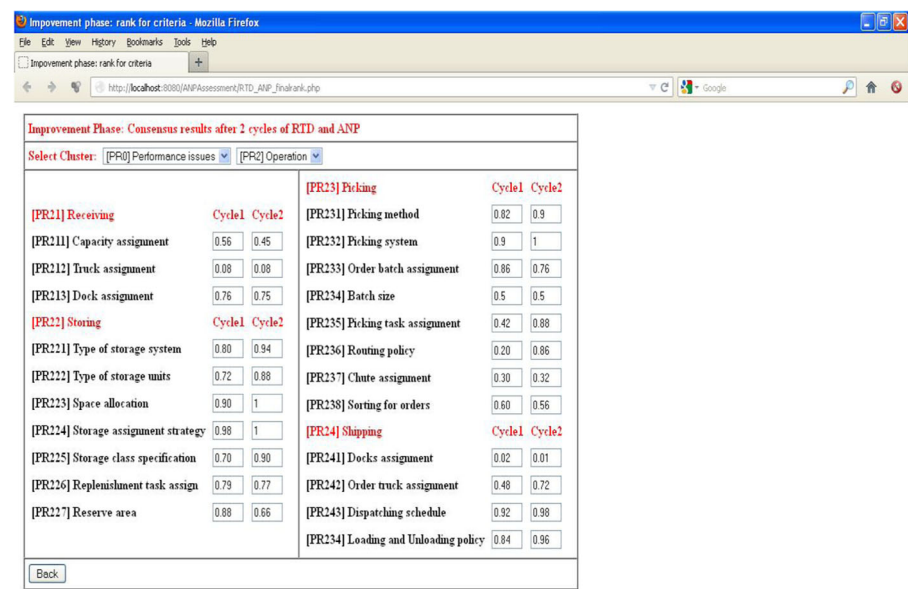 Impovement phase: rank for criteria - Mozilla Firefox
File Edit View History Bookmarks Tools Help
Impovement phase: rank for criteria +
http://localhost:8080/ANPAssessment/RTD_ANP_finalrank.php Google
Improvement Phase: Consensus results after 2 cycles of RTD and ANP
Select Cluster: [PR0] Performance issues [PR2] Operation
[PR21] Receiving Cycle1 Cycle2
[PR211] Capacity assignment 0.56 0.45
[PR212] Truck assignment 0.08 0.08
[PR213] Dock assignment 0.76 0.75
[PR22] Storing Cycle1 Cycle2
[PR221] Type of storage system 0.80 0.94
[PR222] Type of storage units 0.72 0.88
[PR223] Space allocation 0.90 1
[PR224] Storage assignment strategy 0.98 1
[PR225] Storage class specification 0.70 0.90
[PR226] Replenishment task assign 0.79 0.77
[PR227] Reserve area 0.88 0.66
[PR23] Picking Cycle1 Cycle2
[PR231] Picking method 0.82 0.9
[PR232] Picking system 0.9 1
[PR233] Order batch assignment 0.86 0.76
[PR234] Batch size 0.5 0.5
[PR235] Picking task assignment 0.42 0.88
[PR236] Routing policy 0.20 0.86
[PR237] Chute assignment 0.30 0.32
[PR238] Sorting for orders 0.60 0.56
[PR24] Shipping Cycle1 Cycle2
[PR241] Docks assignment 0.02 0.01
[PR242] Order truck assignment 0.48 0.72
[PR243] Dispatching schedule 0.92 0.98
[PR234] Loading and Unloading policy 0.84 0.96
Back